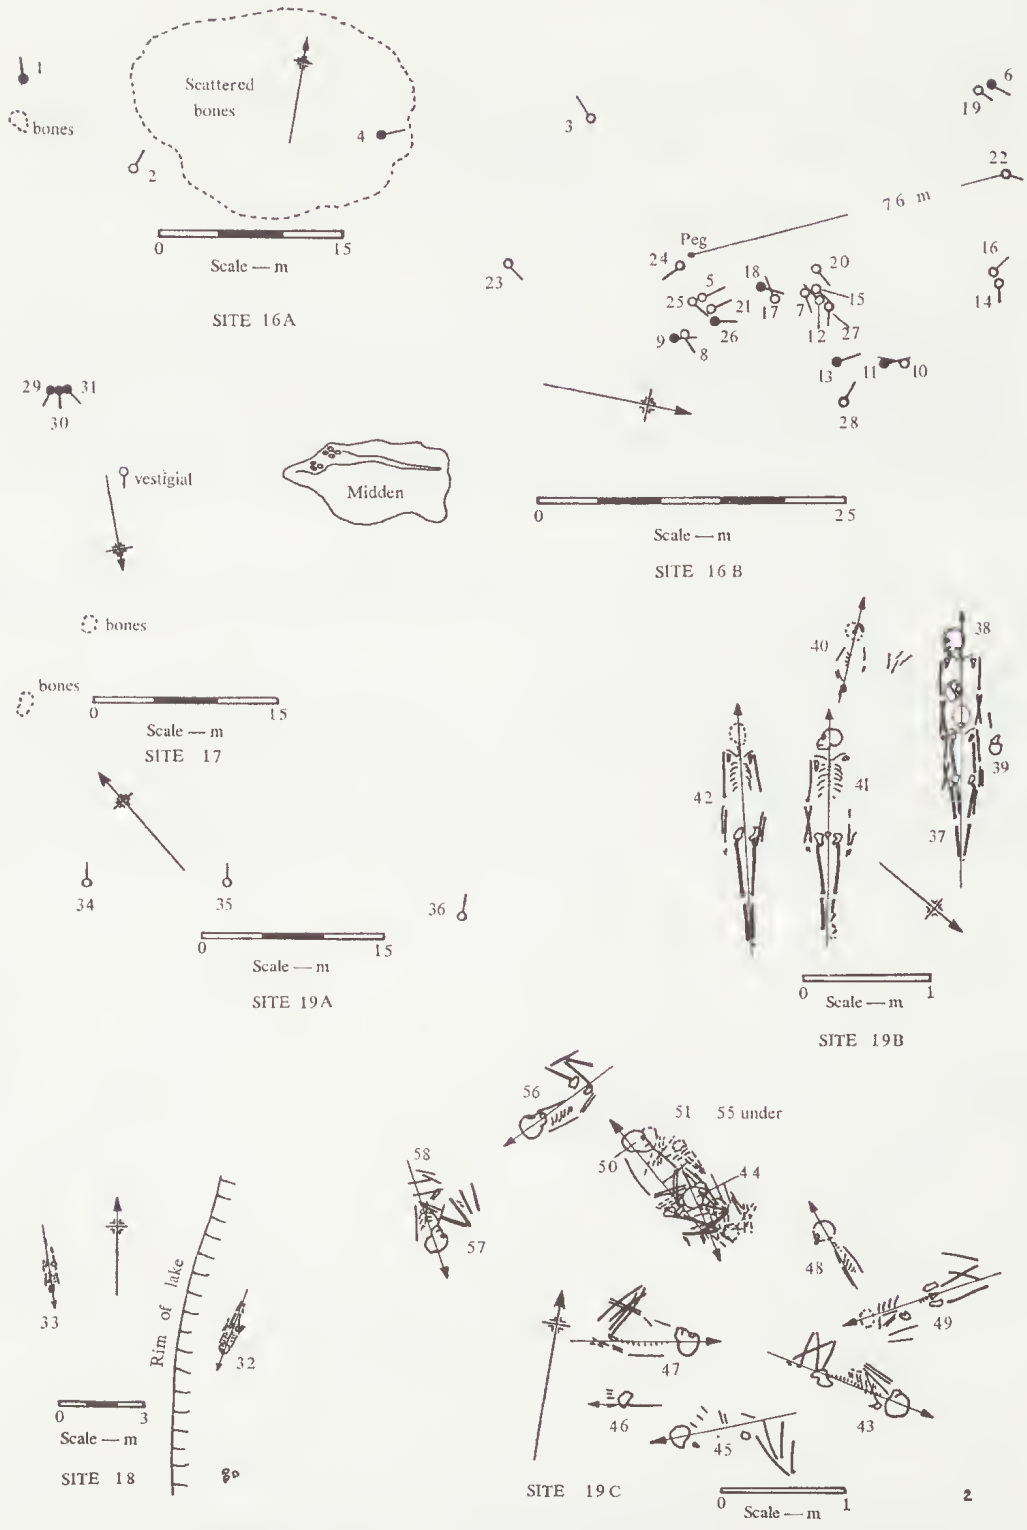 1
bones
Scattered
bones
4
2
0 15
Scale — m
SITE 16A
3
6
19
22
76 m
Peg
24
23
5
18
20
16
25
21
17
7
15
14
26
12
27
9
8
13
11
10
28
0 25
Scale — m
SITE 16 B
29
31
30
vestigial
Midden
bones
bones
0 15
Scale — m
SITE 17
34
35
36
0 15
Scale — m
SITE 19A
40
38
39
42
41
37
0 1
Scale — m
SITE 19B
33
Rim of lake
32
0 3
Scale — m
SITE 18
56
51 55 under
50
44
58
57
48
49
47
46
45
43
SITE 19C
0 1
Scale — m
2